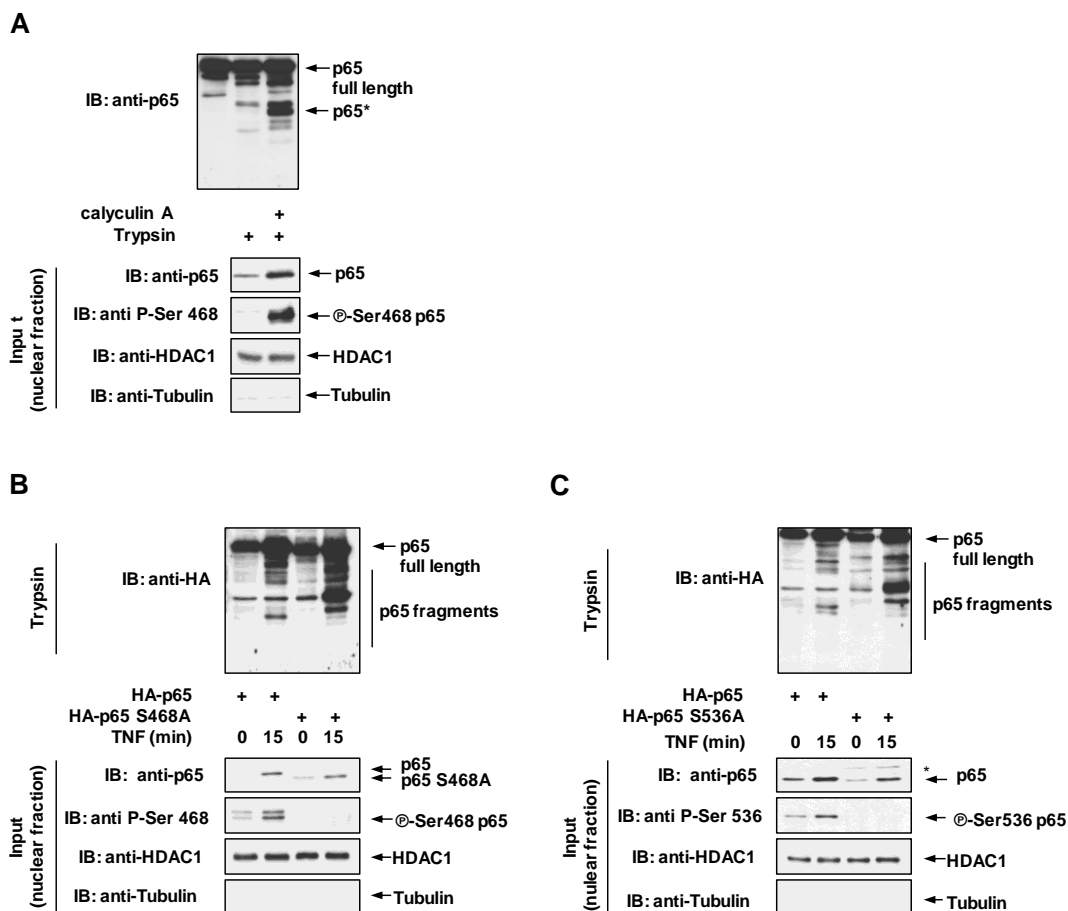 A
IB: anti-p65
p65
full length
p65*
calyculin A +
Trypsin + +
Input t
(nuclear fraction)
IB: anti-p65
p65
IB: anti P-Ser 468
Ⓟ-Ser468 p65
IB: anti-HDAC1
HDAC1
IB: anti-Tubulin
Tubulin
B
Trypsin
IB: anti-HA
p65
full length
p65 fragments
HA-p65 + +
HA-p65 S468A + +
TNF (min) 0 15 0 15
Input
(nuclear fraction)
IB: anti-p65
p65
p65 S468A
IB: anti P-Ser 468
Ⓟ-Ser468 p65
IB: anti-HDAC1
HDAC1
IB: anti-Tubulin
Tubulin
C
Trypsin
IB: anti-HA
p65
full length
p65 fragments
HA-p65 + +
HA-p65 S536A + +
TNF (min) 0 15 0 15
Input
(nulear fraction)
IB: anti-p65
*
p65
IB: anti P-Ser 536
Ⓟ-Ser536 p65
IB: anti-HDAC1
HDAC1
IB: anti-Tubulin
Tubulin